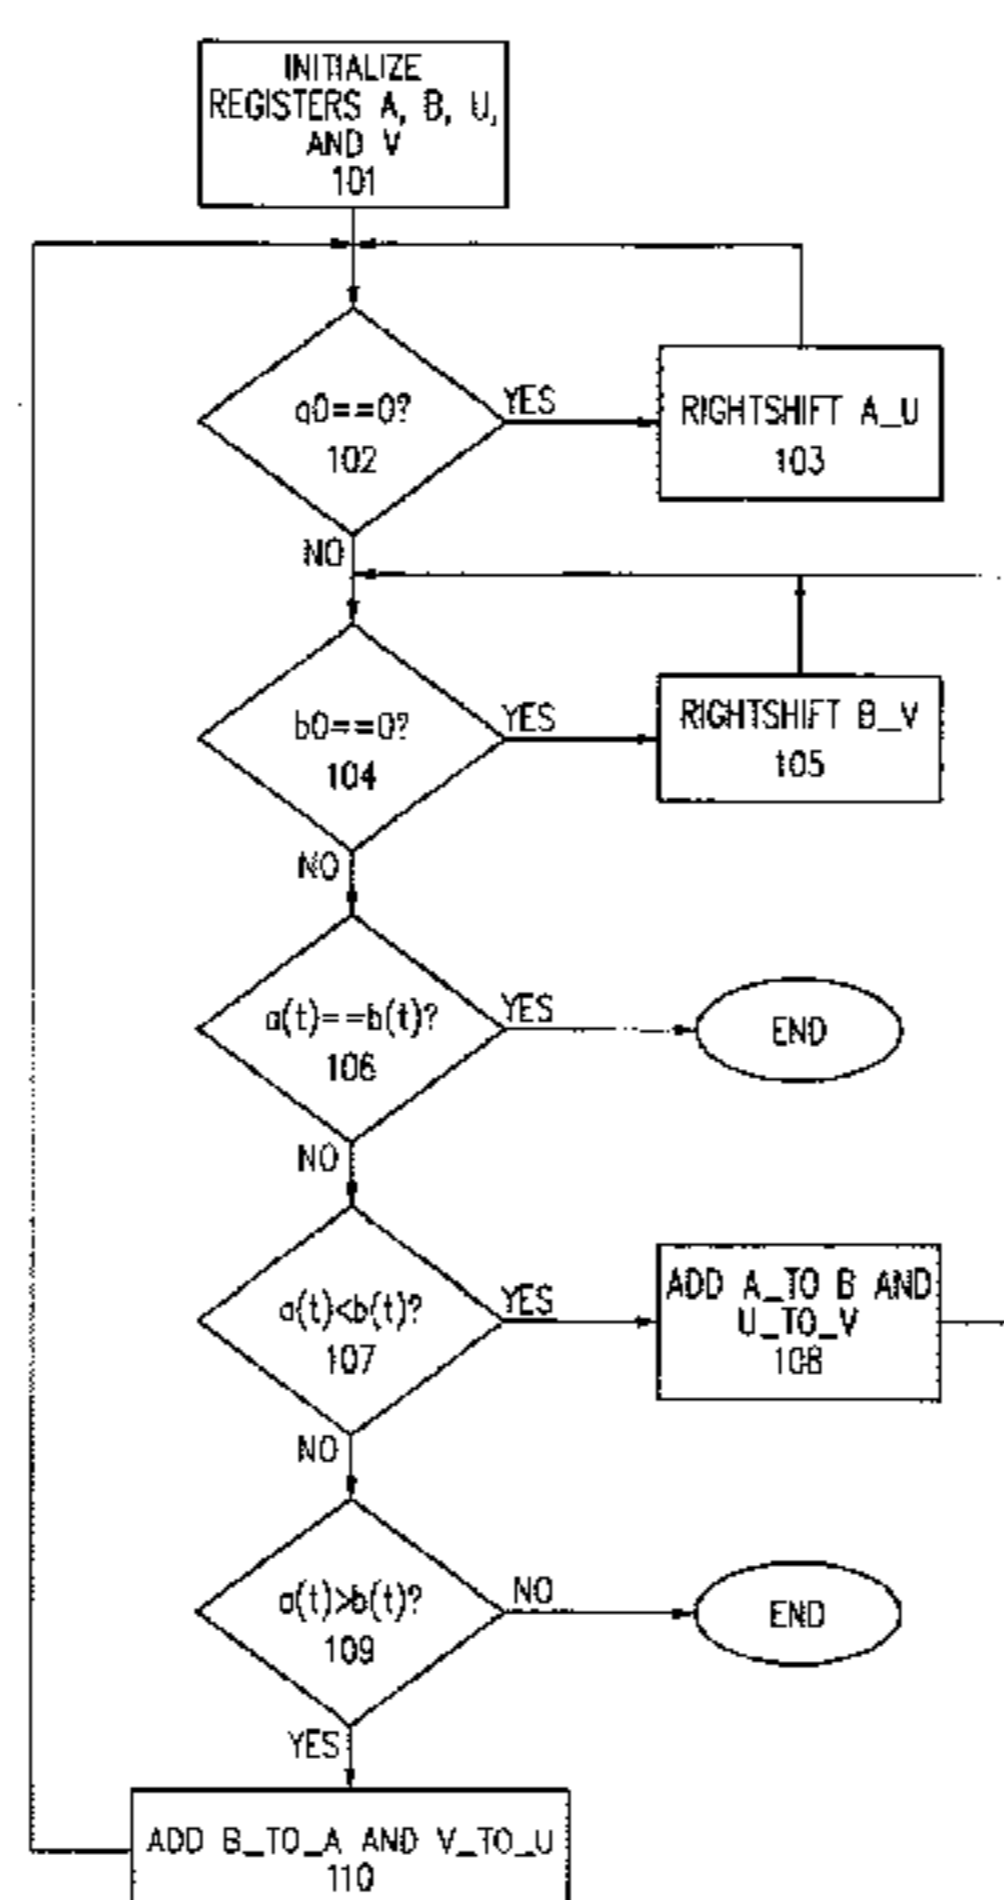 INITIALIZE
REGISTERS A, B, U,
AND V
101
a0==0?
102
YES
RIGHTSHIFT A_U
103
NO
b0==0?
104
YES
RIGHTSHIFT B_V
105
NO
a(t)==b(t)?
106
YES
END
NO
a(t)<b(t)?
107
YES
ADD A_TO B AND
U_TO_V
108
NO
a(t)>b(t)?
109
NO
END
YES
ADD B_TO_A AND V_TO_U
110